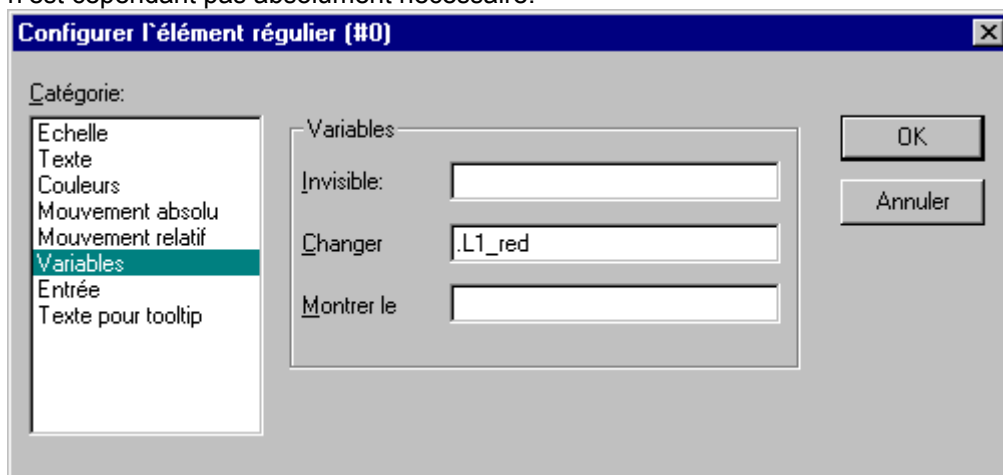 n'est cependant pas absolument nécessaire.
Configurer l`élément régulier (#0)
Catégorie:
Echelle
Texte
Couleurs
Mouvement absolu
Mouvement relatif
Variables
Entrée
Texte pour tooltip
Variables
Invisible:
Changer
.L1_red
Montrer le
OK
Annuler